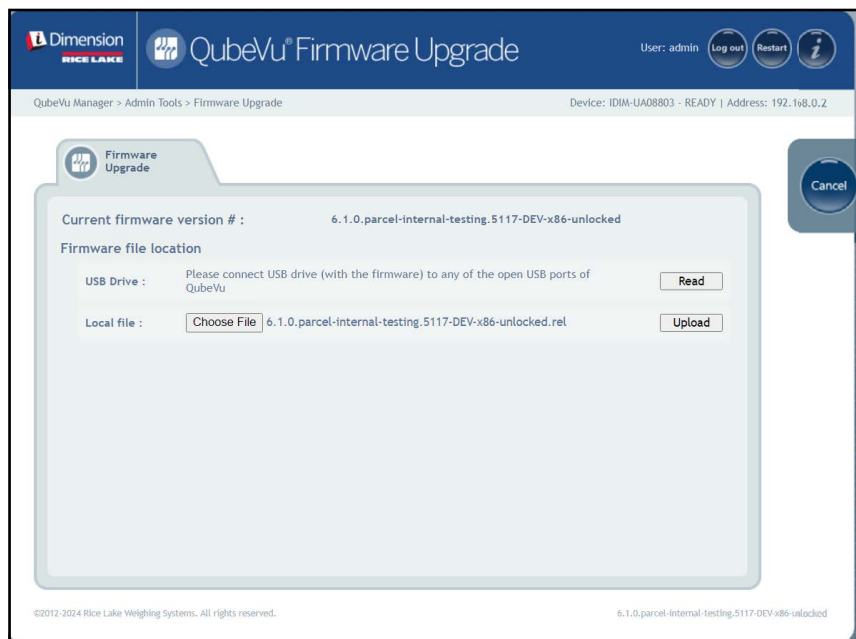 iDimension
RICE LAKE
QubeVu® Firmware Upgrade
User: admin
Log out
Restart
i
QubeVu Manager > Admin Tools > Firmware Upgrade
Device: IDIM-UA08803 - READY | Address: 192.168.0.2
Firmware
Upgrade
Cancel
Current firmware version # : 6.1.0.parcel-internal-testing.5117-DEV-x86-unlocked
Firmware file location
USB Drive : Please connect USB drive (with the firmware) to any of the open USB ports of
QubeVu
Read
Local file : Choose File 6.1.0.parcel-internal-testing.5117-DEV-x86-unlocked.rel Upload
©2012-2024 Rice Lake Weighing Systems. All rights reserved.
6.1.0.parcel-internal-testing.5117-DEV-x86-unlocked